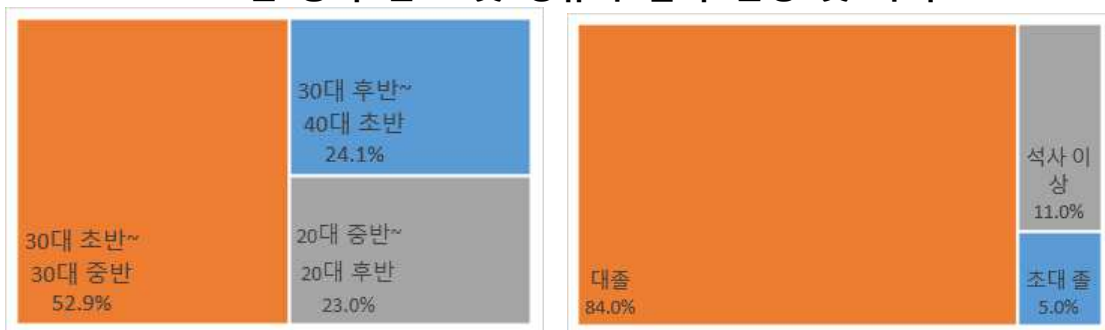 30대 후반~
40대 초반
24.1%
30대 초반~
30대 중반
52.9%
20대 중반~
20대 후반
23.0%
대졸
84.0%
석사 이
상
11.0%
초대 졸
5.0%